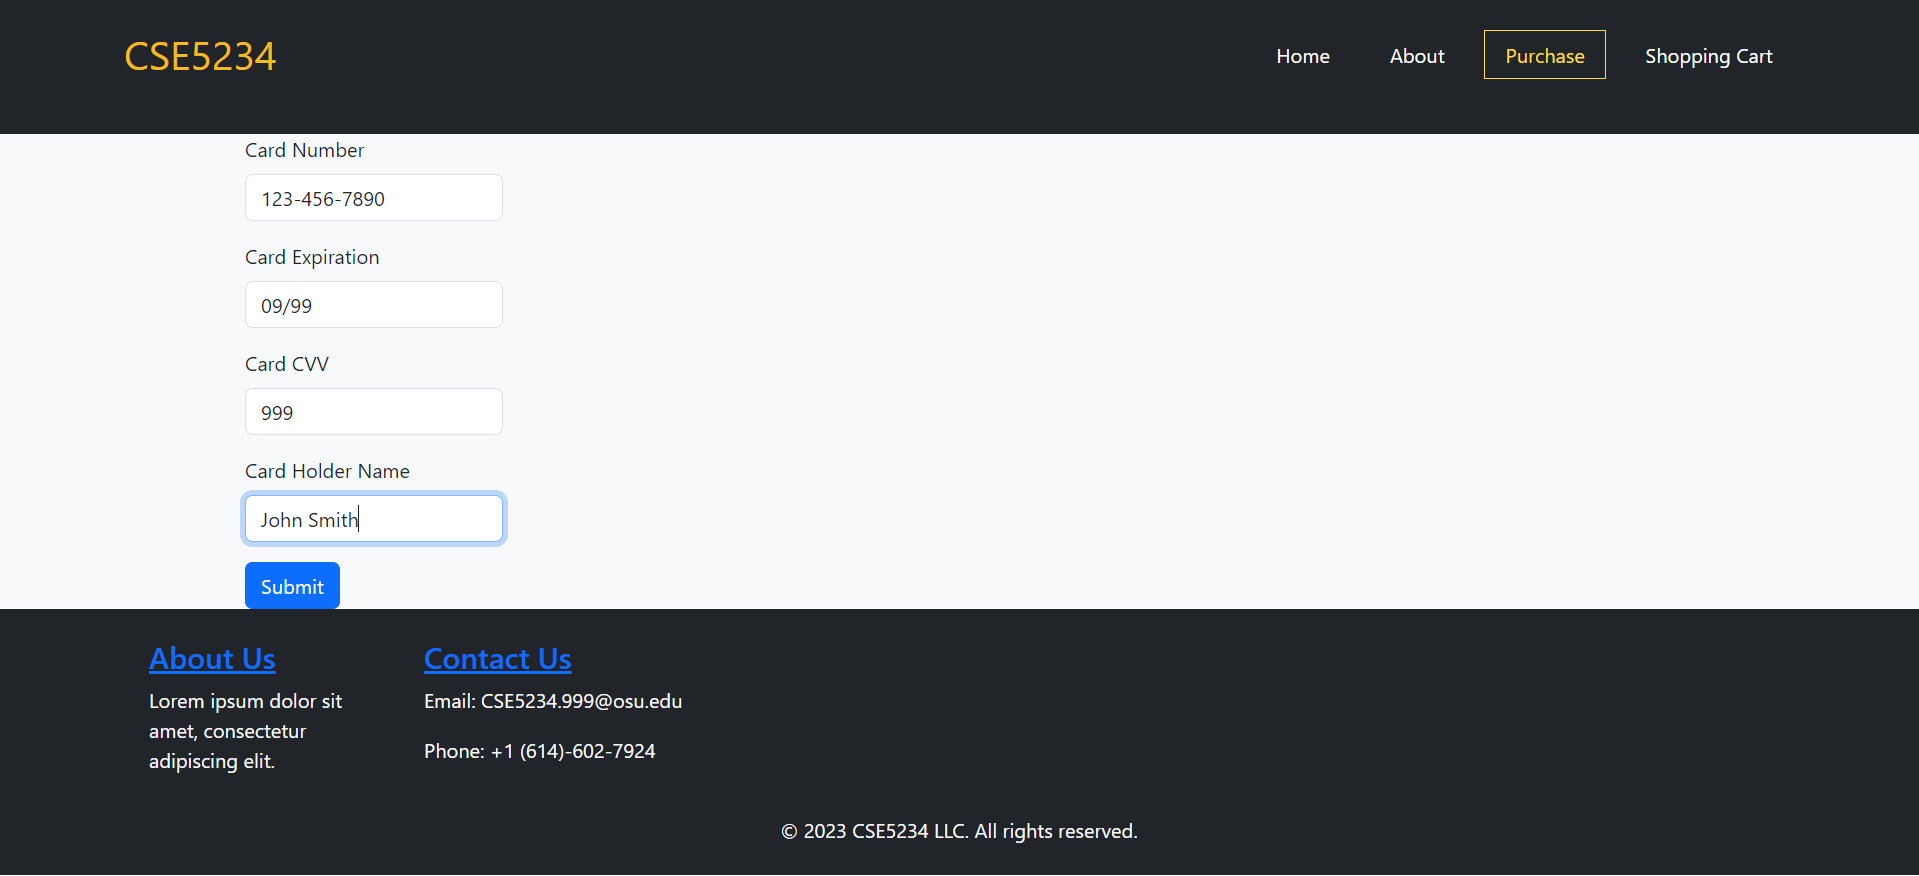 CSE5234
Home About Purchase Shopping Cart
Card Number
123-456-7890
Card Expiration
09/99
Card CVV
999
Card Holder Name
John Smith
Submit
About Us
Lorem ipsum dolor sit
amet, consectetur
adipiscing elit.
Contact Us
Email: CSE5234.999@osu.edu
Phone: +1 (614)-602-7924
© 2023 CSE5234 LLC. All rights reserved.